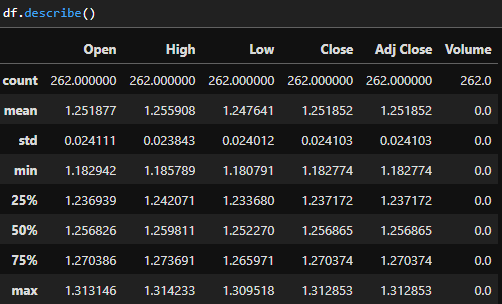 df.describe()
Open High Low Close Adj Close Volume
count 262.000000 262.000000 262.000000 262.000000 262.000000 262.0
mean 1.251877 1.255908 1.247641 1.251852 1.251852 0.0
std 0.024111 0.023843 0.024012 0.024103 0.024103 0.0
min 1.182942 1.185789 1.180791 1.182774 1.182774 0.0
25% 1.236939 1.242071 1.233680 1.237172 1.237172 0.0
50% 1.256826 1.259811 1.252270 1.256865 1.256865 0.0
75% 1.270386 1.273691 1.265971 1.270374 1.270374 0.0
max 1.313146 1.314233 1.309518 1.312853 1.312853 0.0